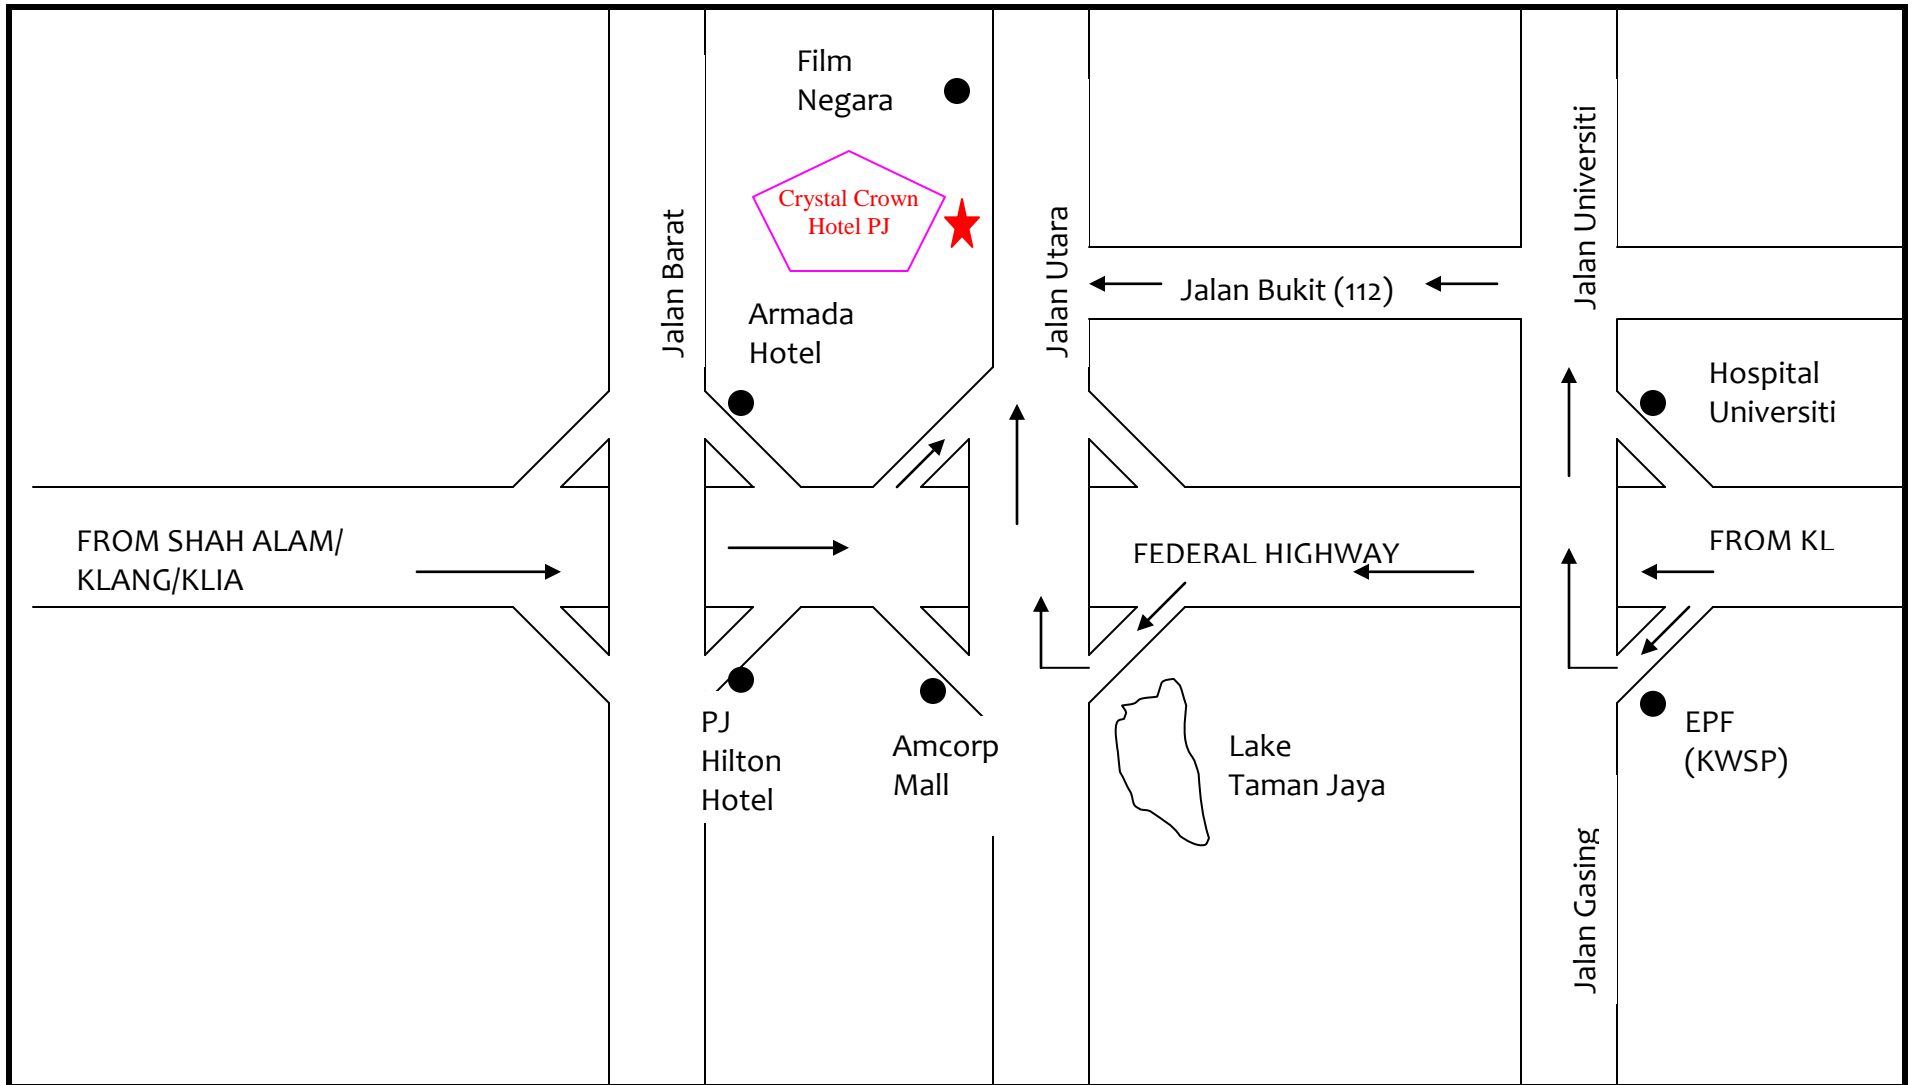 Film
Negara
Crystal Crown
Hotel PJ
Jalan Barat
Jalan Utara
Jalan Universiti
Jalan Bukit (112)
Armada
Hotel
Hospital
Universiti
FROM SHAH ALAM/
KLANG/KLIA
FEDERAL HIGHWAY
FROM KL
PJ
Hilton
Hotel
Amcorp
Mall
Lake
Taman Jaya
EPF
(KWSP)
Jalan Gasing